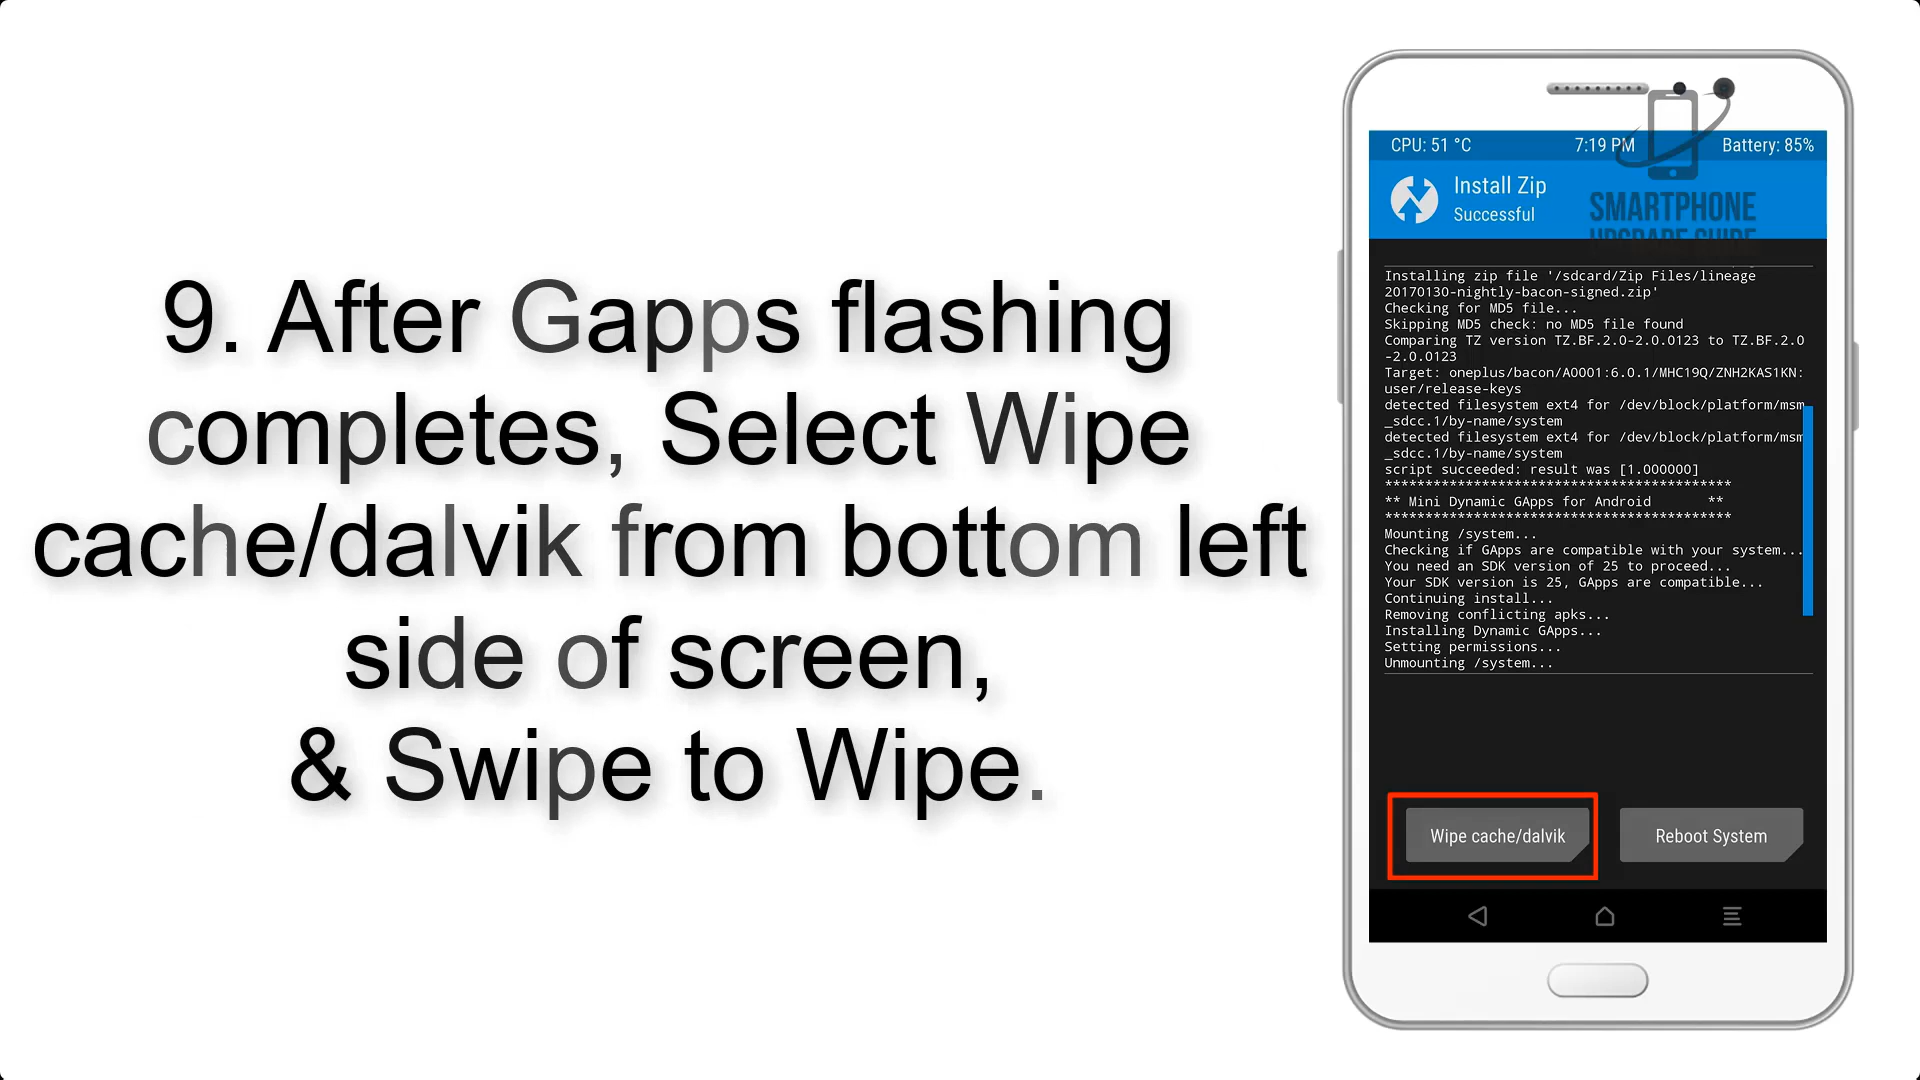 9. After Gapps flashing
completes, Select Wipe
cache/dalvik from bottom left
side of screen,
& Swipe to Wipe.
CPU: 51 °C 7:19 PM Battery: 85%
Install Zip
Successful
SMARTPHONE
UPGRADE GUIDE
Installing zip file '/sdcard/Zip Files/lineage
20170130-nightly-bacon-signed.zip'
Checking for MD5 file...
Skipping MD5 check: no MD5 file found
Comparing TZ version TZ.BF.2.0-2.0.0123 to TZ.BF.2.0
-2.0.0123
Target: oneplus/bacon/A0001:6.0.1/MHC19Q/ZNH2KAS1KN:
user/release-keys
detected filesystem ext4 for /dev/block/platform/msm
_sdcc.1/by-name/system
detected filesystem ext4 for /dev/block/platform/msm
_sdcc.1/by-name/system
script succeeded: result was [1.000000]
*******************************************
** Mini Dynamic GApps for Android **
*******************************************
Mounting /system...
Checking if GApps are compatible with your system...
You need an SDK version of 25 to proceed...
Your SDK version is 25, GApps are compatible...
Continuing install...
Removing conflicting apks...
Installing Dynamic GApps...
Setting permissions...
Unmounting /system...
Wipe cache/dalvik Reboot System